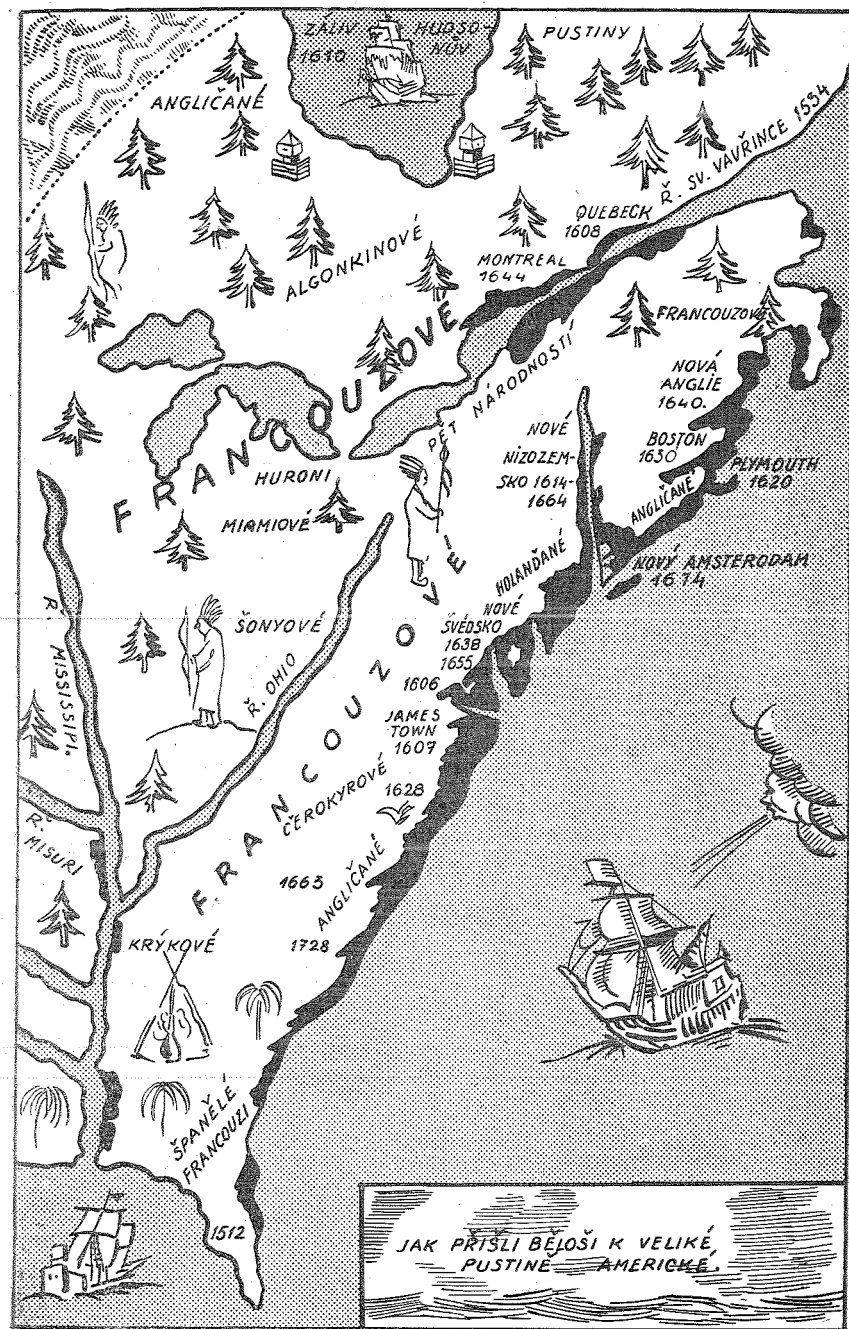 ZÁLIV HUDSO-
NŮV
1610
PUSTINY
ANGLIČANÉ
Ř. SV. VAVŘINCE 1534
QUEBECK
1608
MONTREAL
1644
ALGONKINOVÉ
FRANCOUZOVÉ
FRANCOUZOVÉ
PĚT NÁRODNOSTÍ
NOVÁ
ANGLIE
1640.
BOSTON
1630
PLYMOUTH
1620
ANGLIČANÉ
NOVÉ
NIZOZEM-
SKO 1614-
1664
HURONI
MIAMIOVÉ
HOLANĎANÉ
NOVÝ AMSTERODAM
1674
NOVÉ
ŠVÉDSKO
1638
1655
ŠONYOVÉ
Ř. MISSISSIPI.
Ř. OHIO
1606
JAMES
TOWN
1607
FRANCOUZOVÉ
ČEROKYROVÉ
1628
Ř.
MISURI
1663
ANGLIČANÉ
1728
KRÝKOVÉ
ŠPANĚLÉ
FRANCOUZI
1512
JAK PŘIŠLI BĚLOŠI K VELIKÉ
PUSTINĚ AMERICKÉ.